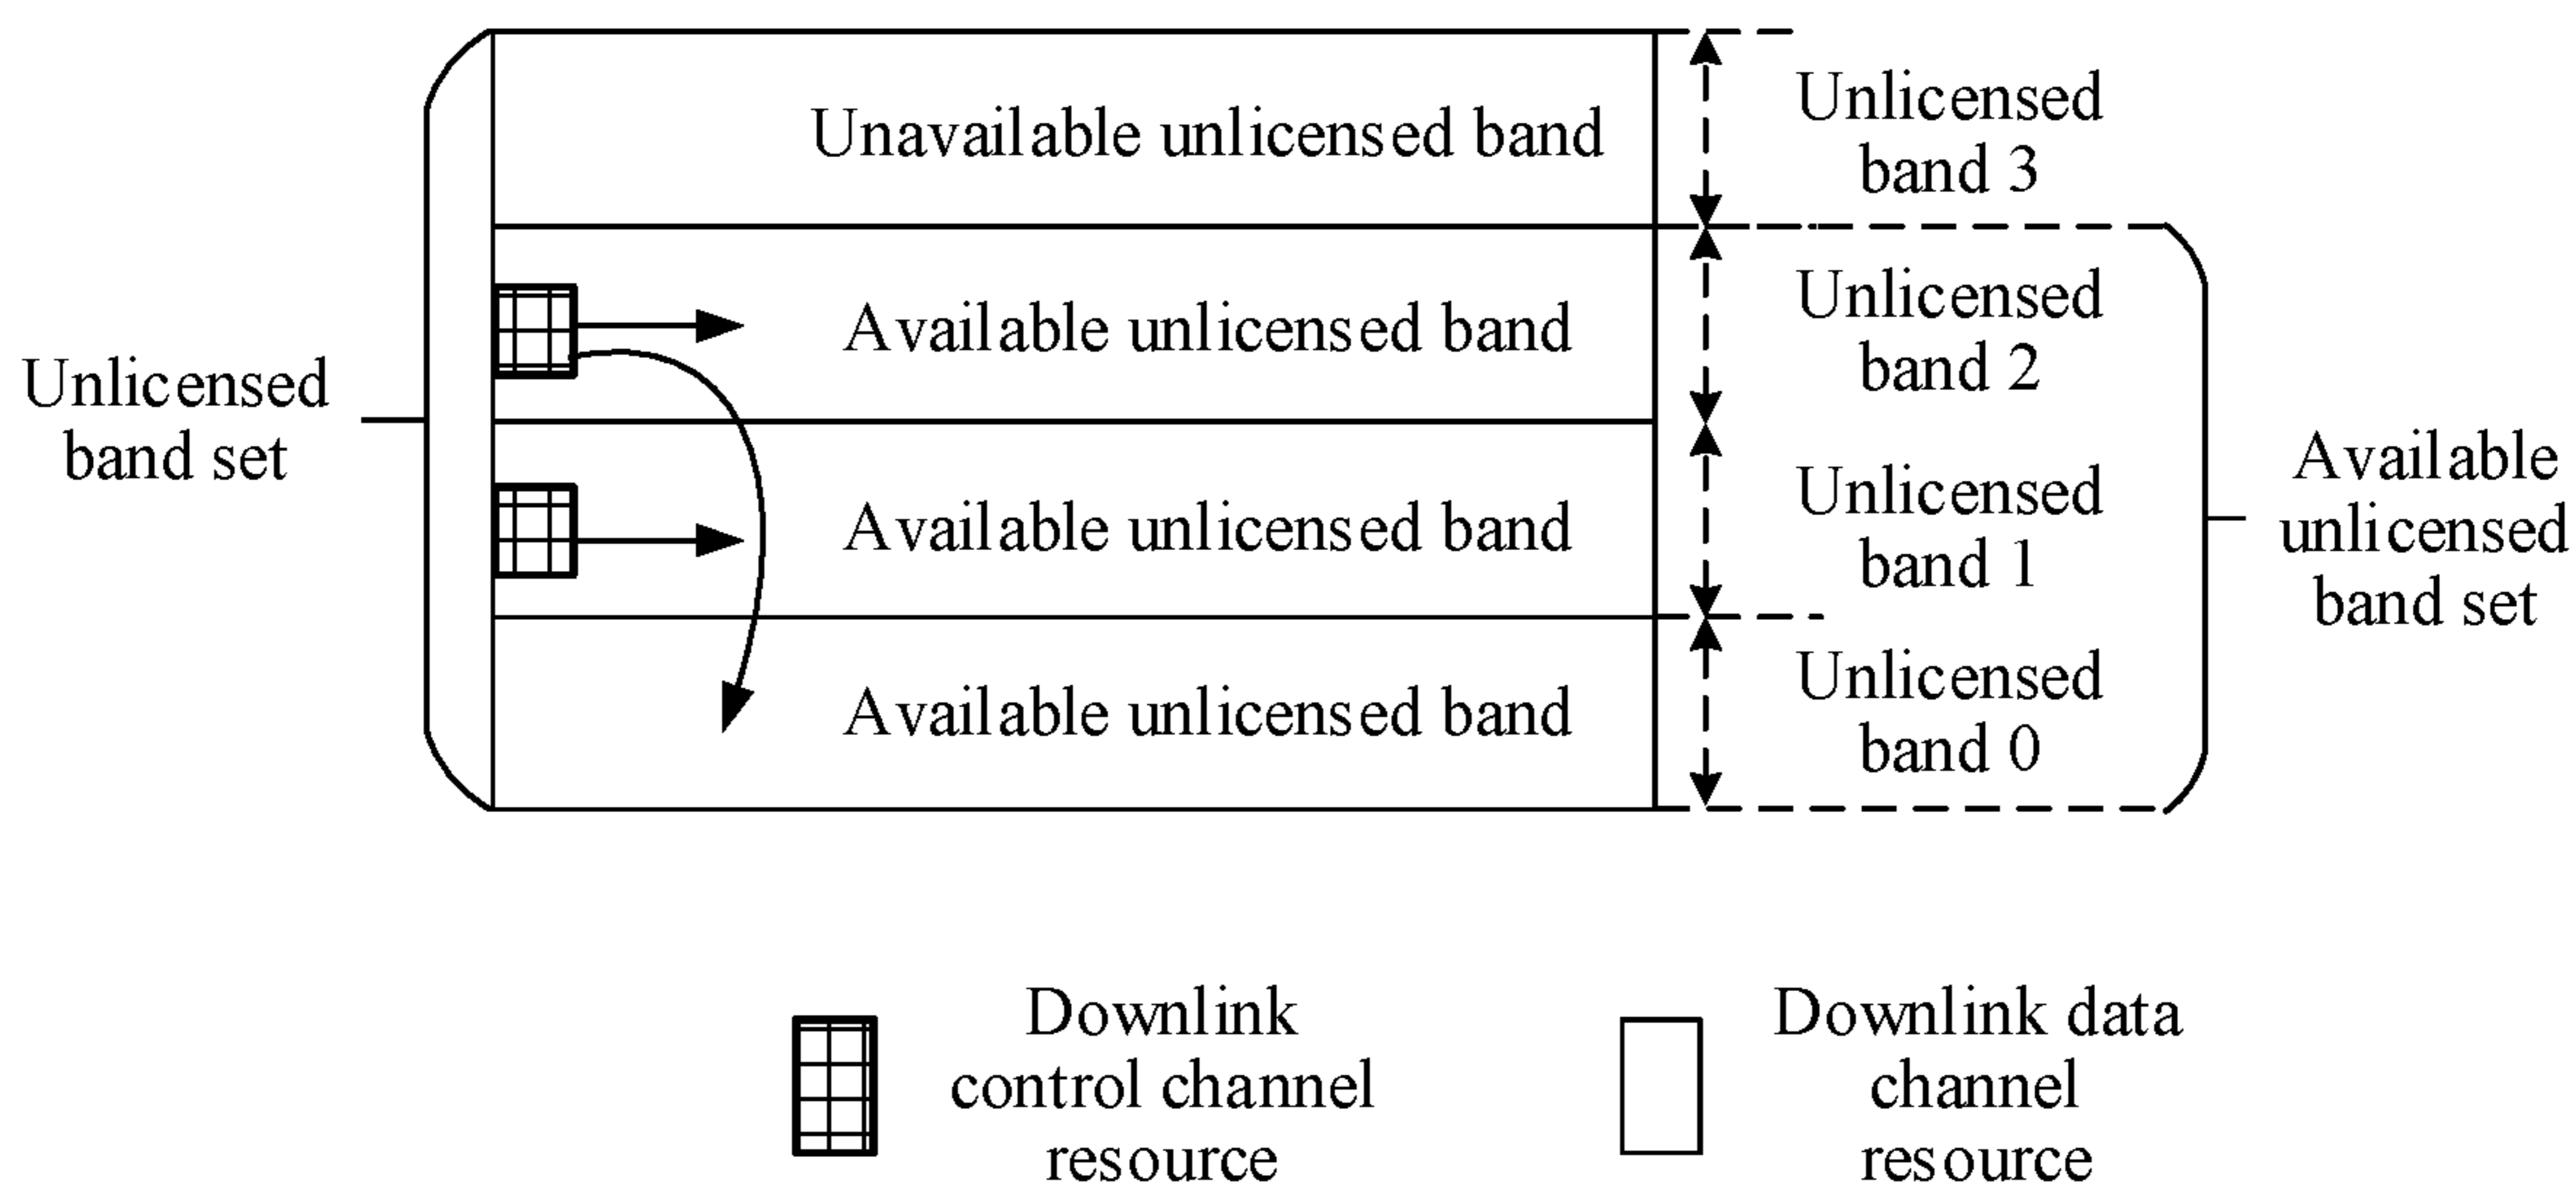 Unavailable unlicensed band
Unlicensed
band 3
Available unlicensed band
Unlicensed
band 2
Unlicensed
band set
Available unlicensed band
Unlicensed
band 1
Available
unlicensed
band set
Available unlicensed band
Unlicensed
band 0
Downlink
control channel
resource
Downlink data
channel
resource